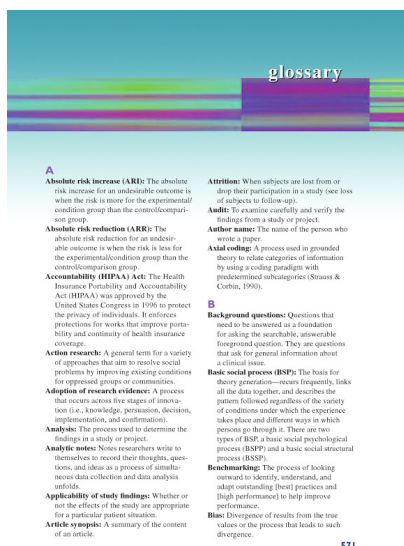 glossary
A
Absolute risk increase (ARI): The absolute
risk increase for an undesirable outcome is
when the risk is more for the experimental/
condition group than the control/compari-
son group.
Absolute risk reduction (ARR): The
absolute risk reduction for an undesir-
able outcome is when the risk is less for
the experimental/condition group than the
control/comparison group.
Accountability (HIPAA) Act: The Health
Insurance Portability and Accountability
Act (HIPAA) was approved by the
United States Congress in 1996 to protect
the privacy of individuals. It enforces
protections for works that improve porta-
bility and continuity of health insurance
coverage.
Action research: A general term for a variety
of approaches that aim to resolve social
problems by improving existing conditions
for oppressed groups or communities.
Adoption of research evidence: A process
that occurs across five stages of innova-
tion (i.e., knowledge, persuasion, decision,
implementation, and confirmation).
Analysis: The process used to determine the
findings in a study or project.
Analytic notes: Notes researchers write to
themselves to record their thoughts, ques-
tions, and ideas as a process of simulta-
neous data collection and data analysis
unfolds.
Applicability of study findings: Whether or
not the effects of the study are appropriate
for a particular patient situation.
Article synopsis: A summary of the content
of an article.
Attrition: When subjects are lost from or
drop their participation in a study (see loss
of subjects to follow-up).
Audit: To examine carefully and verify the
findings from a study or project.
Author name: The name of the person who
wrote a paper.
Axial coding: A process used in grounded
theory to relate categories of information
by using a coding paradigm with
predetermined subcategories (Strauss &
Corbin, 1990).
B
Background questions: Questions that
need to be answered as a foundation
for asking the searchable, answerable
foreground question. They are questions
that ask for general information about
a clinical issue.
Basic social process (BSP): The basis for
theory generation—recurs frequently, links
all the data together, and describes the
pattern followed regardless of the variety
of conditions under which the experience
takes place and different ways in which
persons go through it. There are two
types of BSP, a basic social psychological
process (BSPP) and a basic social structural
process (BSSP).
Benchmarking: The process of looking
outward to identify, understand, and
adapt outstanding [best] practices and
[high performance] to help improve
performance.
Bias: Divergence of results from the true
values or the process that leads to such
divergence.
571